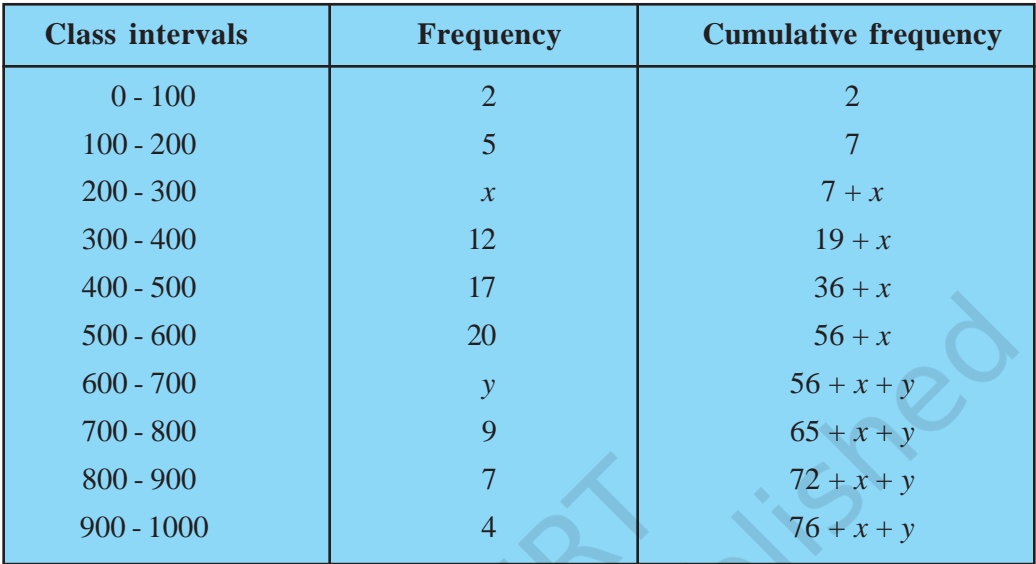 Class intervals Frequency Cumulative frequency
0 - 100 2 2
100 - 200 5 7
200 - 300 x 7 + x
300 - 400 12 19 + x
400 - 500 17 36 + x
500 - 600 20 56 + x
600 - 700 y 56 + x + y
700 - 800 9 65 + x + y
800 - 900 7 72 + x + y
900 - 1000 4 76 + x + y